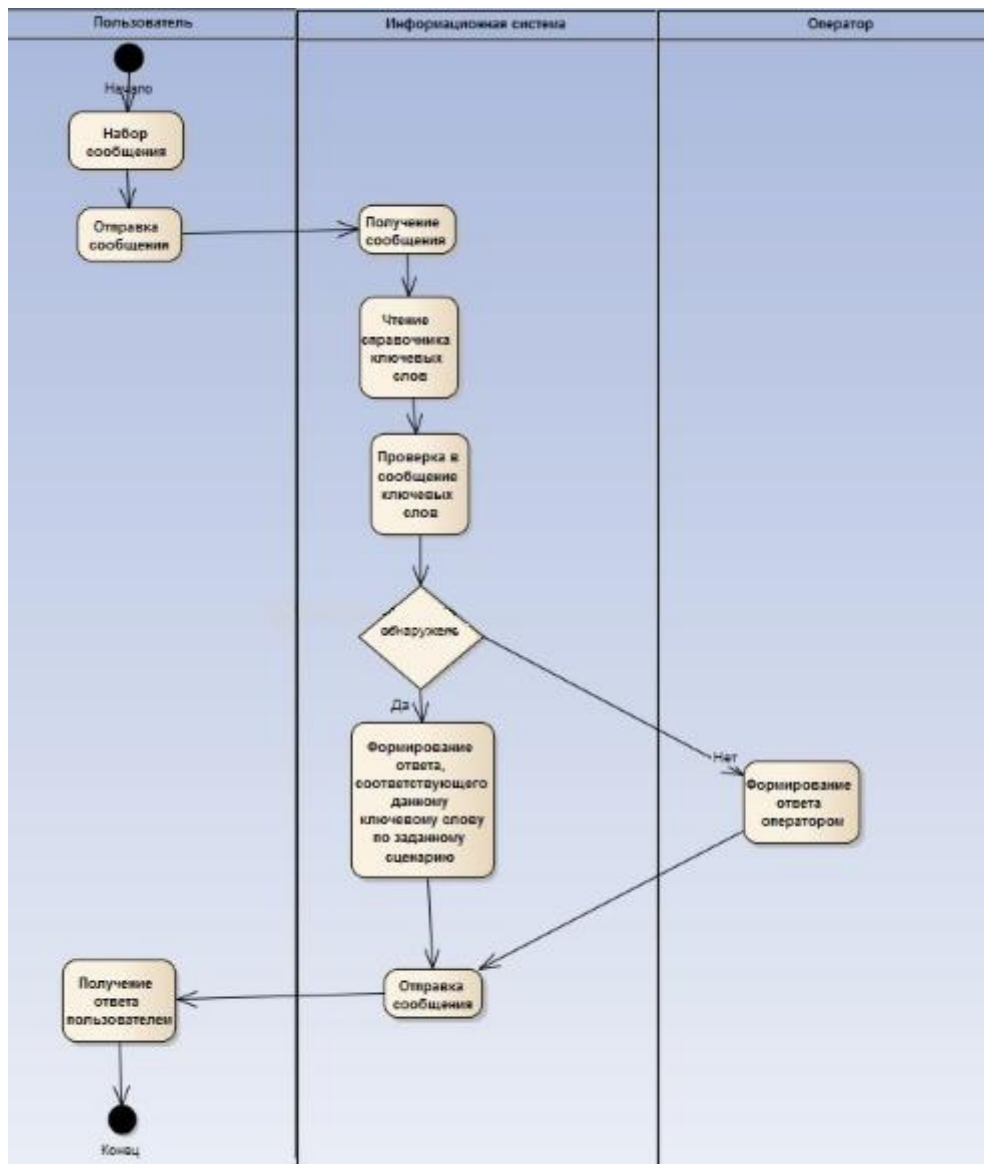 Пользователь
Информационная система
Оператор
Начало
Набор
сообщения
Отправка
сообщения
Получение
сообщения
Чтение
справочника
ключевых
слов
Проверка в
сообщение
ключевых
слов
обнаружень
Да
Нет
Формирование
ответа,
соответствующего
данному
ключевому слову
по заданному
сценарию
Формирование
ответа
оператором
Получение
ответа
пользователем
Отправка
сообщения
Конец